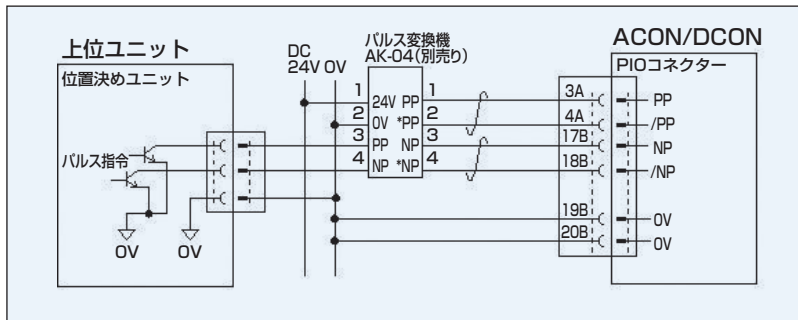 上位ユニット
位置決めユニット
パルス指令
0V
0V
DC
24V 0V
パルス変換機
AK-04(別売り)
1 24V PP 1
2 0V *PP 2
3 PP NP 3
4 NP *NP 4
ACON/DCON
PIOコネクター
3A PP
4A /PP
17B NP
18B /NP
19B 0V
20B 0V